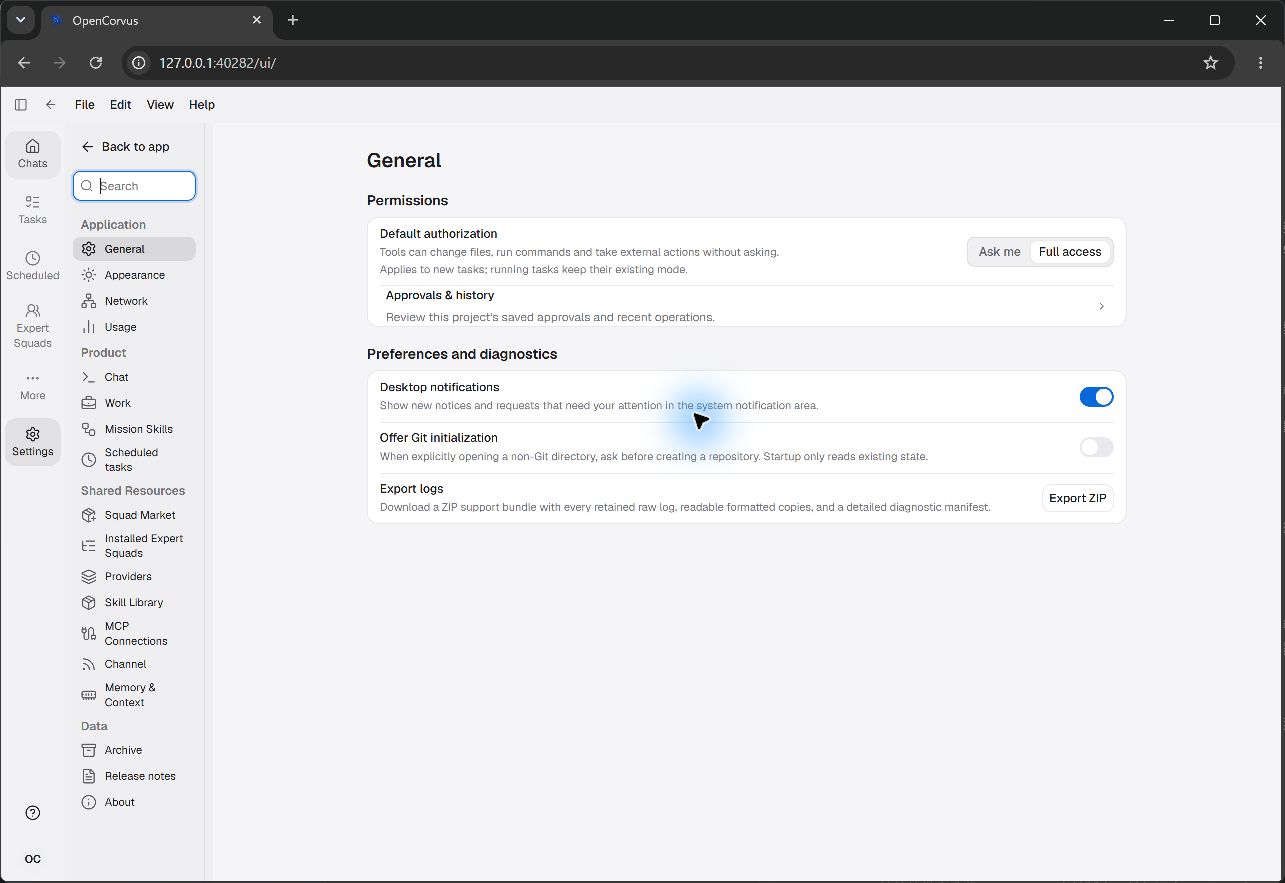 OpenCorvus
127.0.0.1:40282/ui/
File Edit View Help
Chats
Tasks
Scheduled
Expert
Squads
More
Settings
OC
Back to app
Search
Application
General
Appearance
Network
Usage
Product
Chat
Work
Mission Skills
Scheduled
tasks
Shared Resources
Squad Market
Installed Expert
Squads
Providers
Skill Library
MCP
Connections
Channel
Memory &
Context
Data
Archive
Release notes
About
General
Permissions
Default authorization
Tools can change files, run commands and take external actions without asking.
Applies to new tasks; running tasks keep their existing mode.
Ask me Full access
Approvals & history
Review this project's saved approvals and recent operations.
Preferences and diagnostics
Desktop notifications
Show new notices and requests that need your attention in the system notification area.
Offer Git initialization
When explicitly opening a non-Git directory, ask before creating a repository. Startup only reads existing state.
Export logs
Download a ZIP support bundle with every retained raw log, readable formatted copies, and a detailed diagnostic manifest.
Export ZIP